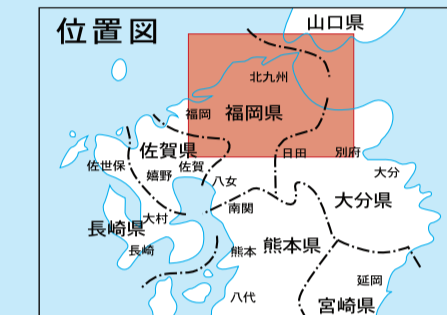 位置図
山口県
北九州
福岡
福岡県
佐賀県
佐賀
日田
別府
佐世保
嬉野
八女
大分
大分県
大村
南関
長崎県
長崎
熊本
熊本県
延岡
八代
宮崎県